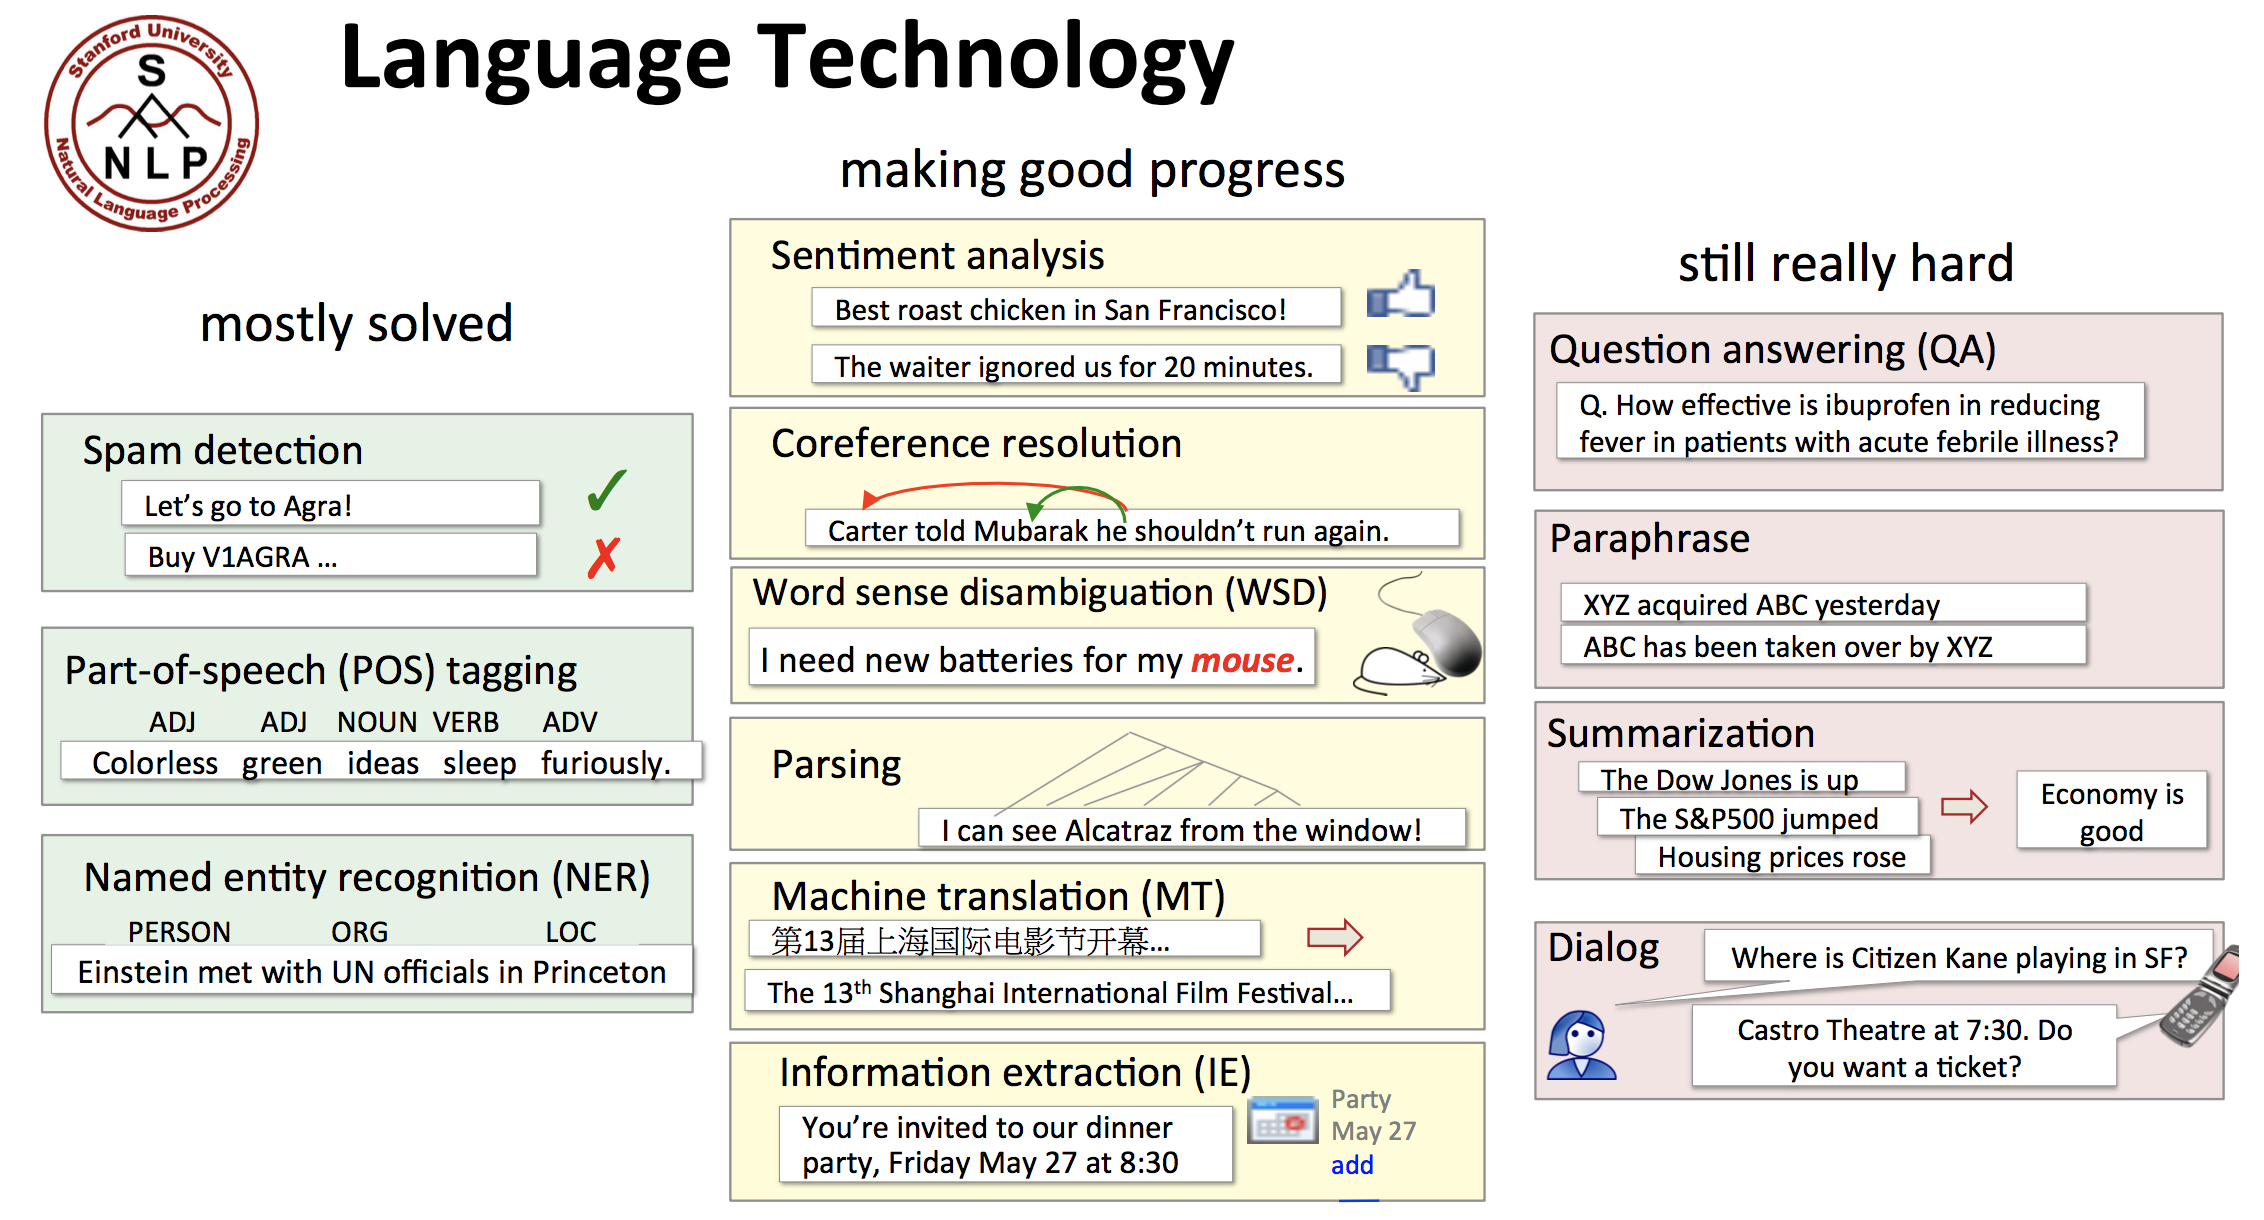 Stanford University
S
NLP
Natural Language Processing
Language Technology
mostly solved
Spam detection
Let’s go to Agra!
✓
Buy V1AGRA …
✗
Part-of-speech (POS) tagging
ADJ ADJ NOUN VERB ADV
Colorless green ideas sleep furiously.
Named entity recognition (NER)
PERSON ORG LOC
Einstein met with UN officials in Princeton
making good progress
Sentiment analysis
Best roast chicken in San Francisco!
The waiter ignored us for 20 minutes.
Coreference resolution
Carter told Mubarak he shouldn’t run again.
Word sense disambiguation (WSD)
I need new batteries for my mouse.
Parsing
I can see Alcatraz from the window!
Machine translation (MT)
第13届上海国际电影节开幕…
The 13th Shanghai International Film Festival…
Information extraction (IE)
You’re invited to our dinner
party, Friday May 27 at 8:30
Party
May 27
add
still really hard
Question answering (QA)
Q. How effective is ibuprofen in reducing
fever in patients with acute febrile illness?
Paraphrase
XYZ acquired ABC yesterday
ABC has been taken over by XYZ
Summarization
The Dow Jones is up
The S&P500 jumped
Housing prices rose
Economy is
good
Dialog
Where is Citizen Kane playing in SF?
Castro Theatre at 7:30. Do
you want a ticket?